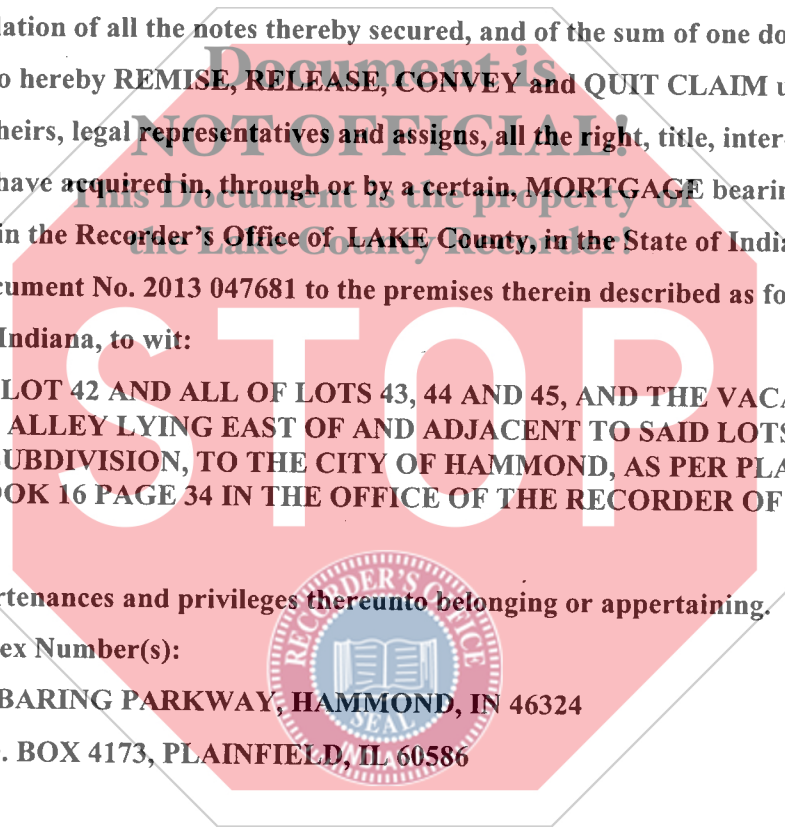 lation of all the notes thereby secured, and of the sum of one do
Document is
o hereby REMISE, RELEASE, CONVEY and QUIT CLAIM u
NOT OFFICIAL!
heirs, legal representatives and assigns, all the right, title, inter
have acquired in, through or by a certain, MORTGAGE bearin
This Document is the property of
in the Recorder's Office of LAKE County, in the State of India
the Lake County Recorder!
cument No. 2013 047681 to the premises therein described as fo
Indiana, to wit:
STOP
LOT 42 AND ALL OF LOTS 43, 44 AND 45, AND THE VACA
ALLEY LYING EAST OF AND ADJACENT TO SAID LOTS
UBDIVISION, TO THE CITY OF HAMMOND, AS PER PLA
OOK 16 PAGE 34 IN THE OFFICE OF THE RECORDER OF
rtenances and privileges thereunto belonging or appertaining.
ex Number(s):
BARING PARKWAY, HAMMOND, IN 46324
. BOX 4173, PLAINFIELD, IL 60586
RECORDER'S OFFICE
SEAL
INDIANA